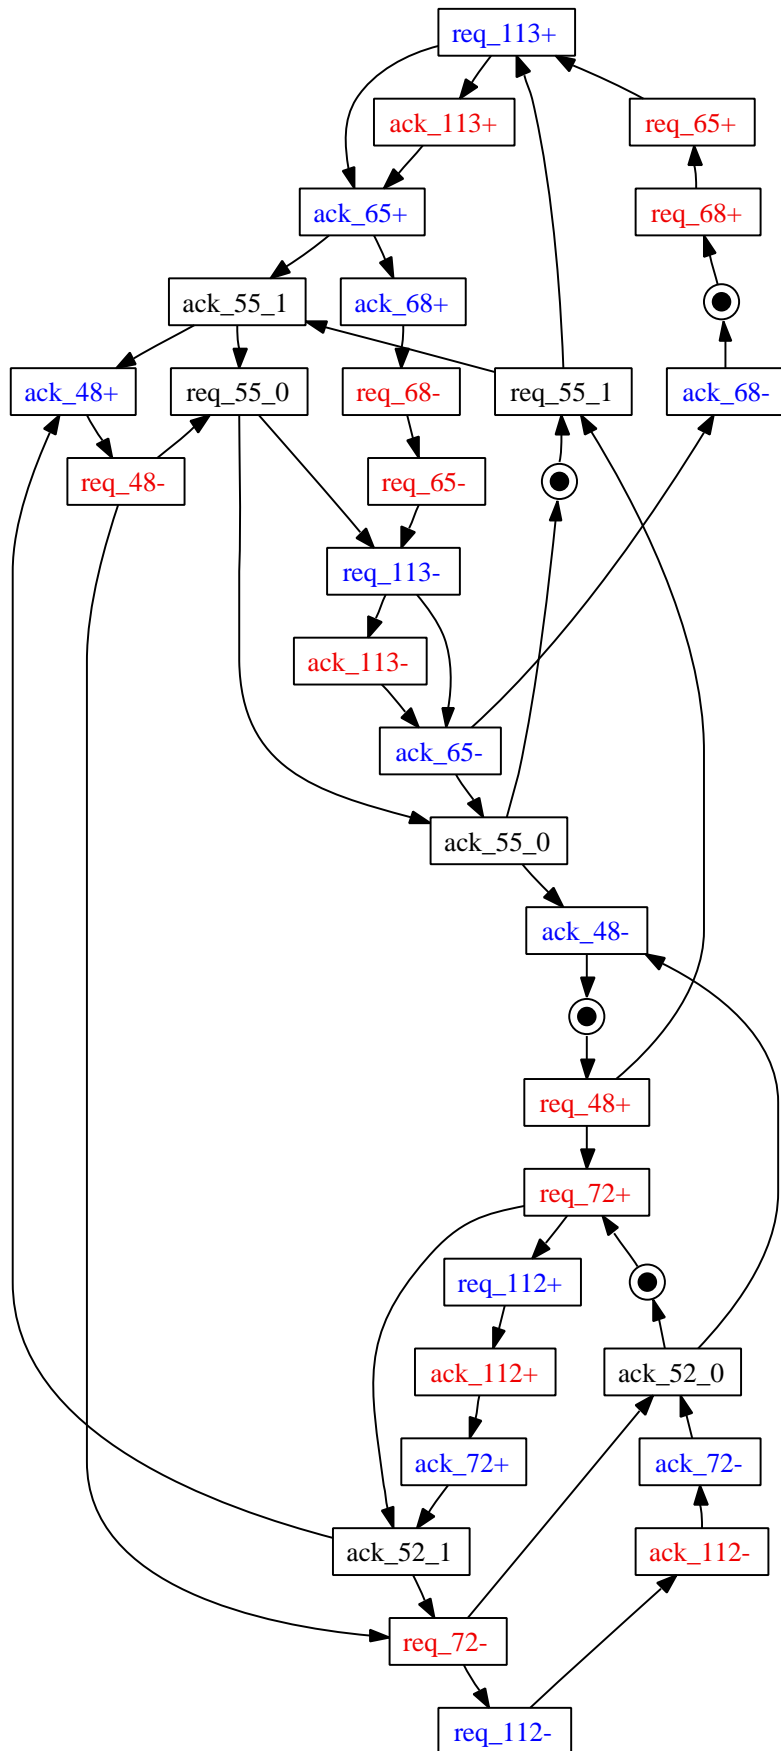 req_113+
ack_113+
req_65+
ack_65+
req_68+
ack_55_1
ack_68+
ack_48+
req_55_0
req_68-
req_55_1
ack_68-
req_48-
req_65-
req_113-
ack_113-
ack_65-
ack_55_0
ack_48-
req_48+
req_72+
req_112+
ack_112+
ack_52_0
ack_72+
ack_72-
ack_52_1
ack_112-
req_72-
req_112-